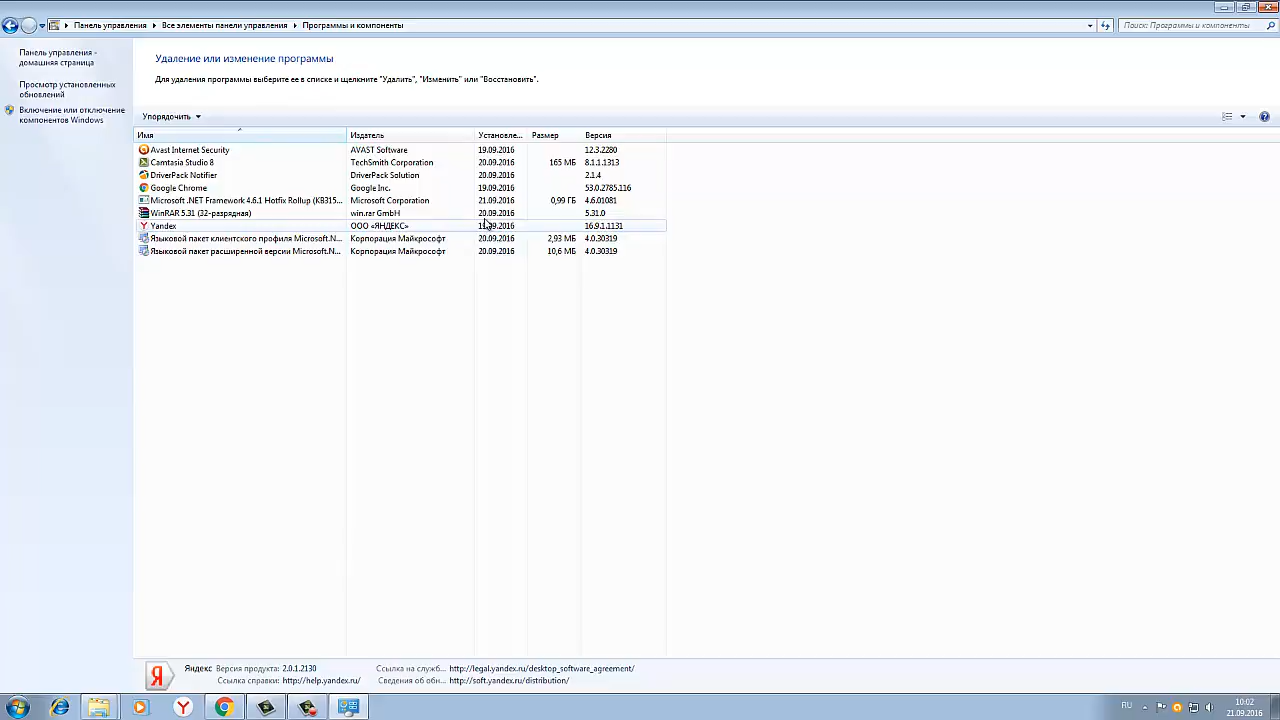 Панель управления
Все элементы панели управления
Программы и компоненты
Поиск: Программы и компоненты
Панель управления -
домашняя страница
Просмотр установленных
обновлений
Включение или отключение
компонентов Windows
Удаление или изменение программы
Для удаления программы выберите ее в списке и щелкните "Удалить", "Изменить" или "Восстановить".
Упорядочить
Имя Издатель Установле... Размер Версия
Avast Internet Security AVAST Software 19.09.2016 12.3.2280
Camtasia Studio 8 TechSmith Corporation 20.09.2016 165 МБ 8.1.1.1313
DriverPack Notifier DriverPack Solution 20.09.2016 2.1.4
Google Chrome Google Inc. 19.09.2016 53.0.2785.116
Microsoft .NET Framework 4.6.1 Hotfix Rollup (KB315... Microsoft Corporation 21.09.2016 0,99 ГБ 4.6.01081
WinRAR 5.31 (32-разрядная) win.rar GmbH 20.09.2016 5.31.0
Yandex ООО «ЯНДЕКС» 16.9.1.1131
Языковой пакет клиентского профиля Microsoft.N... Корпорация Майкрософт 20.09.2016 2,93 МБ 4.0.30319
Языковой пакет расширенной версии Microsoft.N... Корпорация Майкрософт 20.09.2016 10,6 МБ 4.0.30319
Яндекс Версия продукта: 2.0.1.2130 Ссылка на служб... http://legal.yandex.ru/desktop_software_agreement/
Ссылка справки: http://help.yandex.ru/ Сведения об обн... http://soft.yandex.ru/distribution/
RU
10:02
21.09.2016